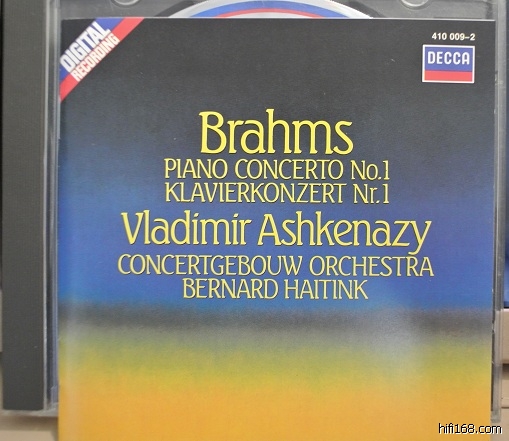 DIGITAL
RECORDING
410 009-2
DECCA
Brahms
PIANO CONCERTO No.1
KLAVIERKONZERT Nr.1
Vladimir Ashkenazy
CONCERTGEBOUW ORCHESTRA
BERNARD HAITINK
hifi168.com